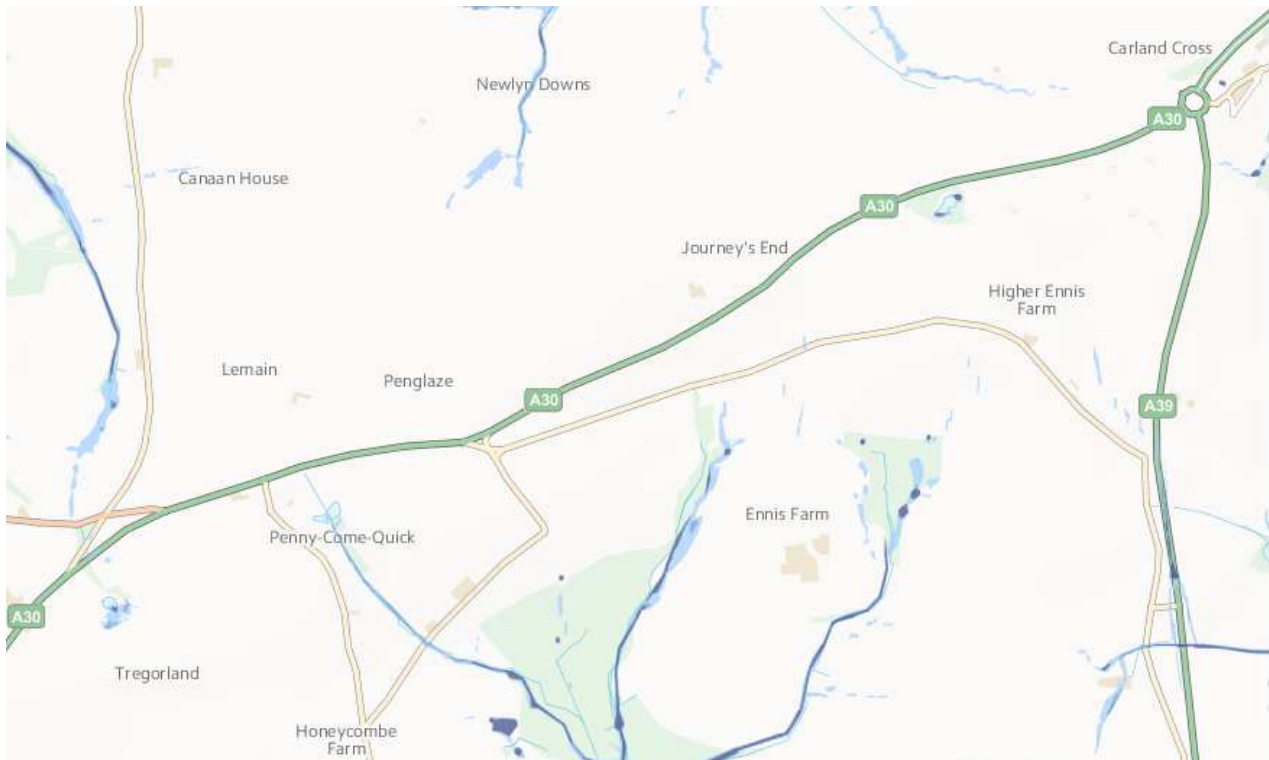 Carland Cross
Newlyn Downs
A30
Canaan House
A30
Journey's End
Higher Ennis
Farm
Lemain
Penglaze
A30
A39
Ennis Farm
Penny-Come-Quick
A30
Tregorland
Honeycombe
Farm